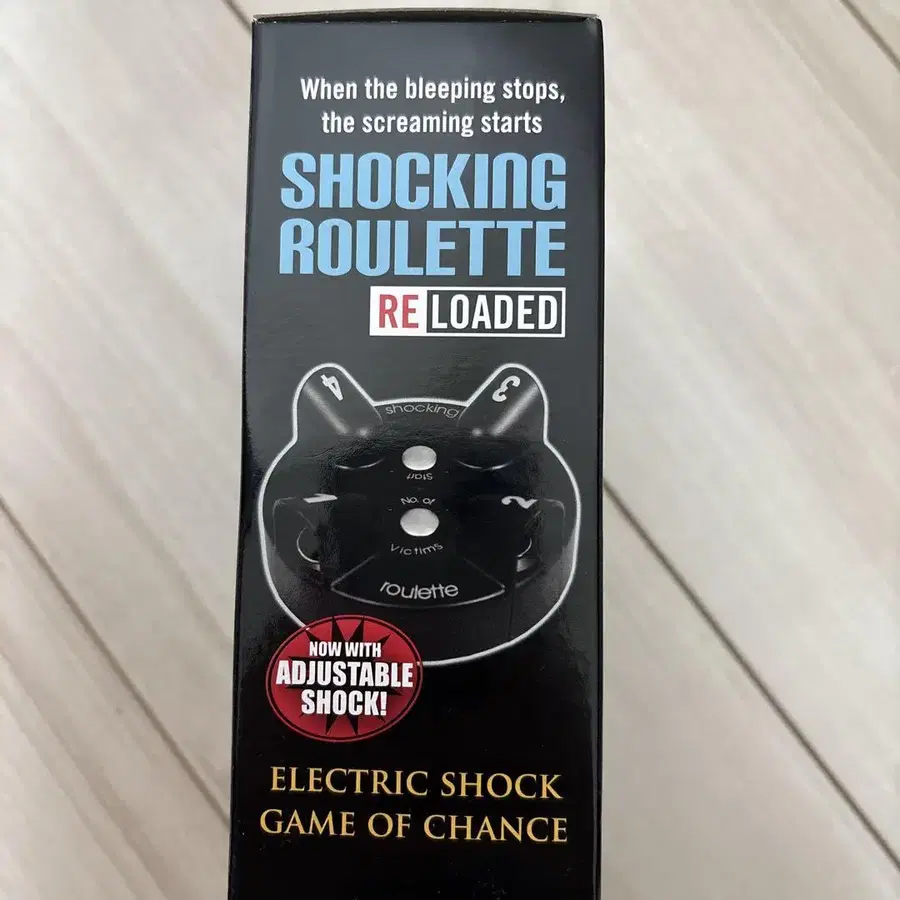 When the bleeping stops,
the screaming starts
SHOCKING
ROULETTE
RELOADED
4
3
shocking
Start
1
2
No. of
Victims
roulette
NOW WITH
ADJUSTABLE
SHOCK!
ELECTRIC SHOCK
GAME OF CHANCE